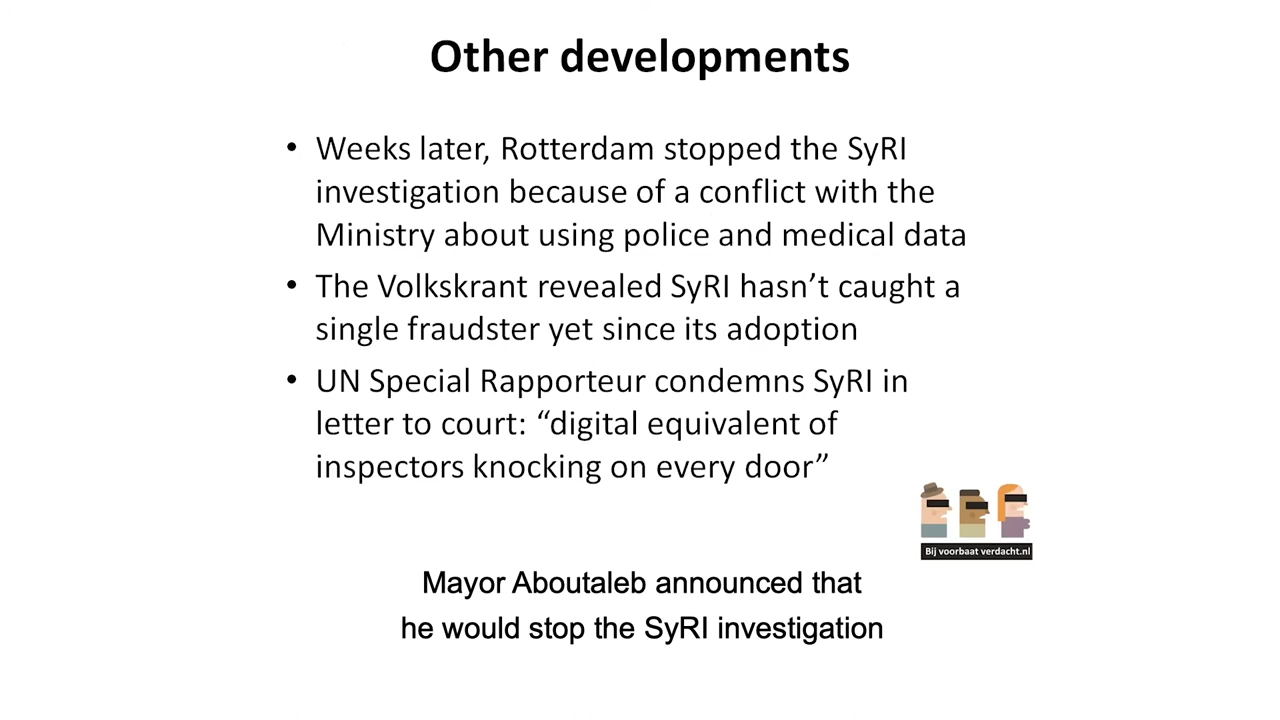 Other developments
• Weeks later, Rotterdam stopped the SyRI
investigation because of a conflict with the
Ministry about using police and medical data
• The Volkskrant revealed SyRI hasn’t caught a
single fraudster yet since its adoption
• UN Special Rapporteur condemns SyRI in
letter to court: “digital equivalent of
inspectors knocking on every door”
Bij voorbaat verdacht.nl
Mayor Aboutaleb announced that
he would stop the SyRI investigation